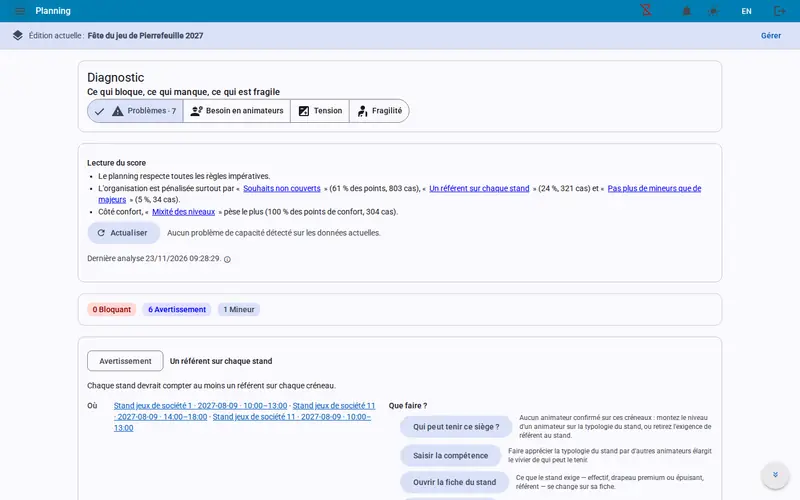 Planning
EN
Édition actuelle : Fête du jeu de Pierrefeuille 2027
Gérer
Diagnostic
Ce qui bloque, ce qui manque, ce qui est fragile
Problèmes · 7
Besoin en animateurs
Tension
Fragilité
Lecture du score
• Le planning respecte toutes les règles impératives.
• L'organisation est pénalisée surtout par « Souhaits non couverts » (61 % des points, 803 cas), « Un référent sur chaque stand » (24 %, 321 cas) et « Pas plus de mineurs que de
majeurs » (5 %, 34 cas).
• Côté confort, « Mixité des niveaux » pèse le plus (100 % des points de confort, 304 cas).
Actualiser
Aucun problème de capacité détecté sur les données actuelles.
Dernière analyse 23/11/2026 09:28:29.
0 Bloquant
6 Avertissement
1 Mineur
Avertissement
Un référent sur chaque stand
Chaque stand devrait compter au moins un référent sur chaque créneau.
Où
Stand jeux de société 1 · 2027-08-09 · 10:00–13:00 · Stand jeux de société 11
· 2027-08-09 · 14:00–18:00 · Stand jeux de société 11 · 2027-08-09 · 10:00–
13:00
Que faire ?
Qui peut tenir ce siège ?
Aucun animateur confirmé sur ces créneaux : montez le niveau
d'un animateur sur la typologie du stand, ou retirez l'exigence de
référent au stand.
Saisir la compétence
Faire apprécier la typologie du stand par d'autres animateurs élargit
le vivier de qui peut le tenir.
Ouvrir la fiche du stand
Ce que le stand exige — effectif, drapeau premium ou épuisant,
référent — se change sur sa fiche.